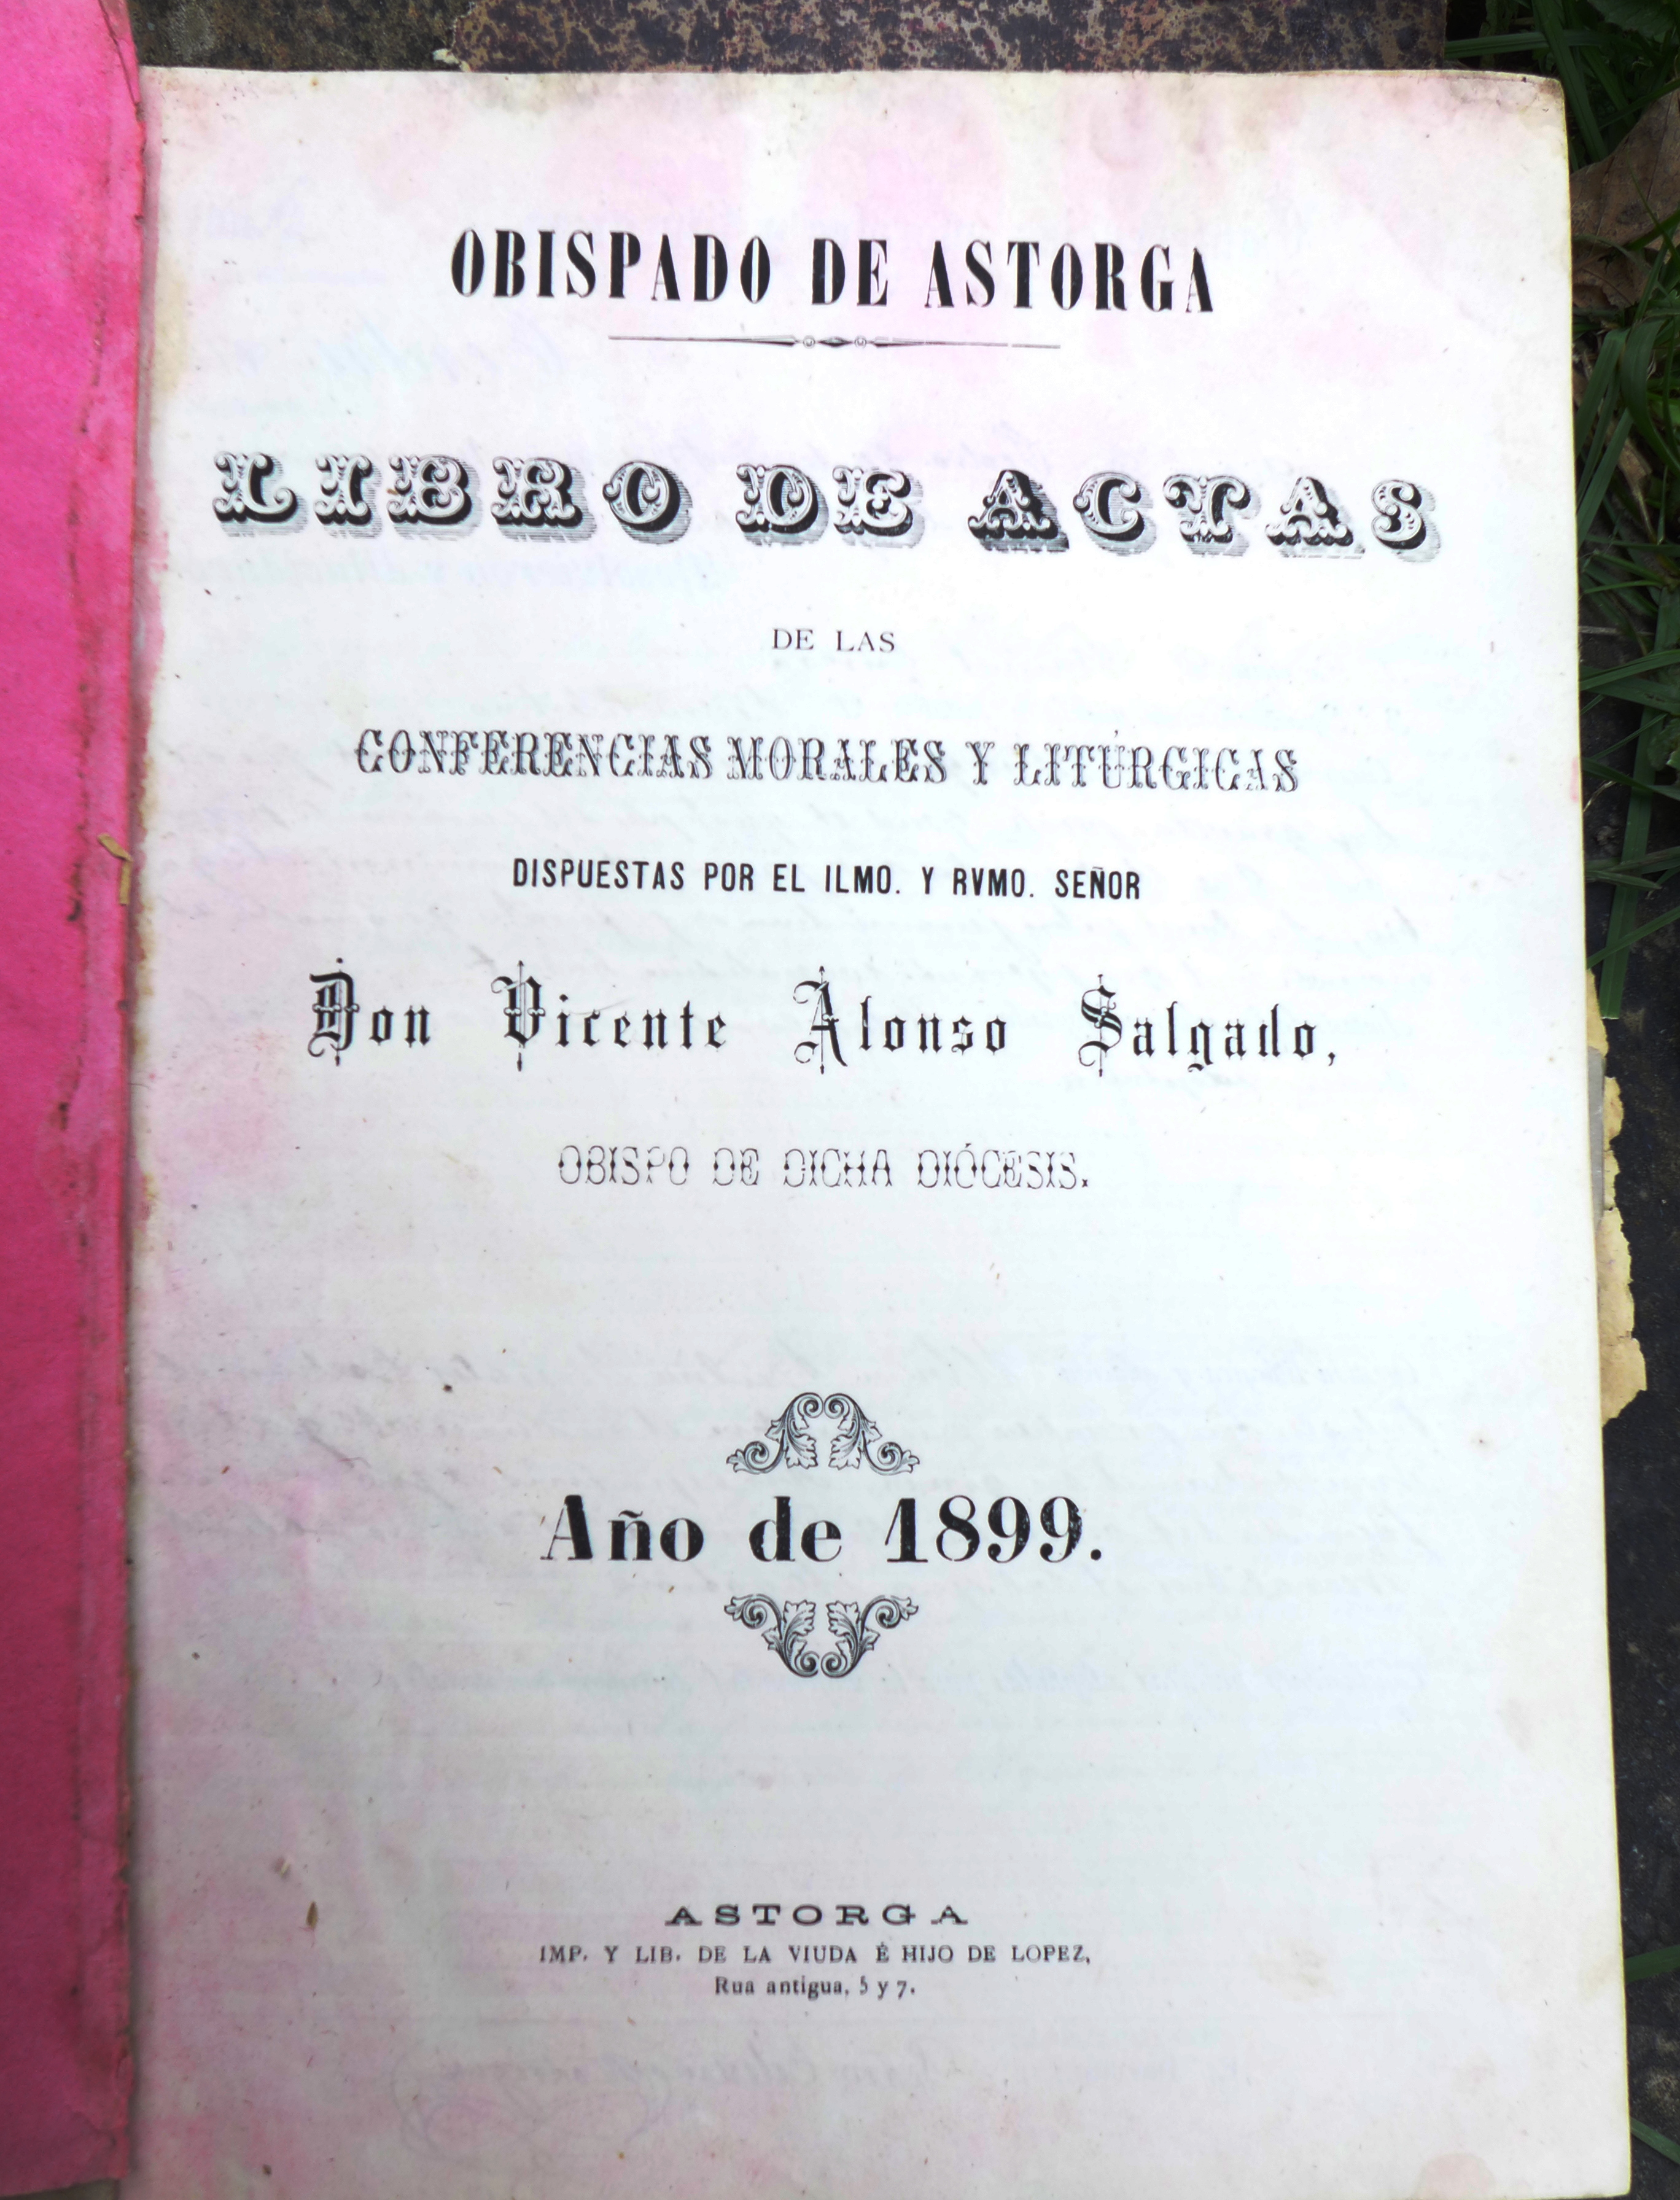 OBISPADO DE ASTORGA
LIBRO DE ACTAS
DE LAS
CONFERENCIAS MORALES Y LITÚRGICAS
DISPUESTAS POR EL ILMO. Y RVMO. SEÑOR
Don Vicente Alonso Salgado,
OBISPO DE DICHA DIÓCESIS.
Año de 1899.
ASTORGA
IMP. Y LIB. DE LA VIUDA É HIJO DE LOPEZ,
Rua antigua, 5 y 7.